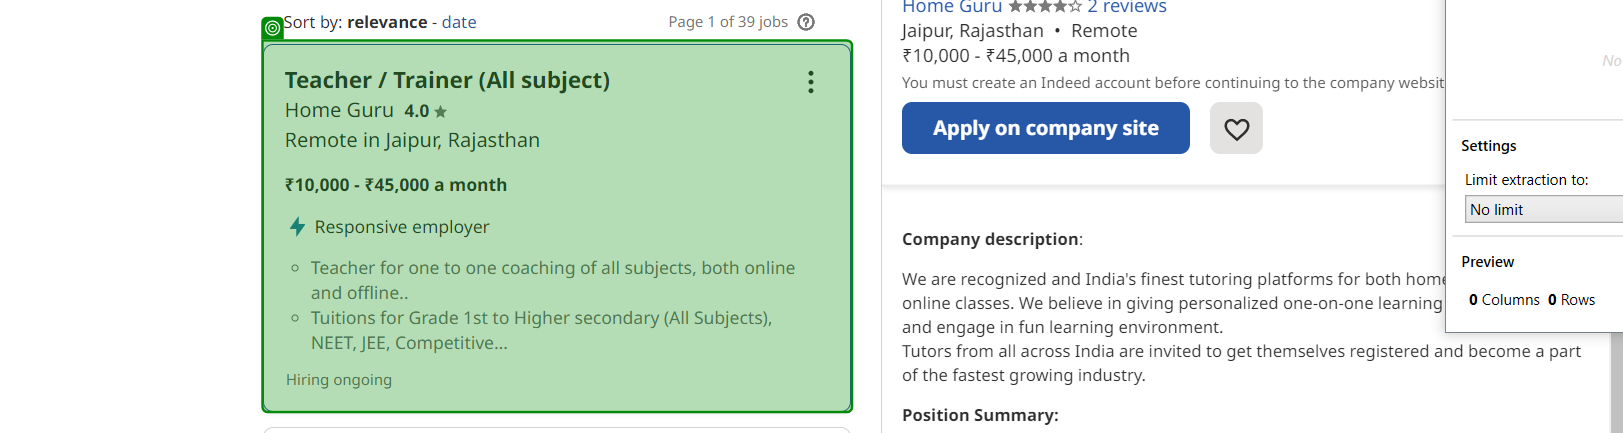 Sort by: relevance - date
Page 1 of 39 jobs
Teacher / Trainer (All subject)
Home Guru 4.0
Remote in Jaipur, Rajasthan
₹10,000 - ₹45,000 a month
Responsive employer
Teacher for one to one coaching of all subjects, both online
and offline..
Tuitions for Grade 1st to Higher secondary (All Subjects),
NEET, JEE, Competitive...
Hiring ongoing
Home Guru ★★★★☆ 2 reviews
Jaipur, Rajasthan • Remote
₹10,000 - ₹45,000 a month
You must create an Indeed account before continuing to the company websit
Apply on company site
Company description:
We are recognized and India's finest tutoring platforms for both home
online classes. We believe in giving personalized one-on-one learning
and engage in fun learning environment.
Tutors from all across India are invited to get themselves registered and become a part
of the fastest growing industry.
Position Summary:
No
Settings
Limit extraction to:
No limit
Preview
0 Columns 0 Rows